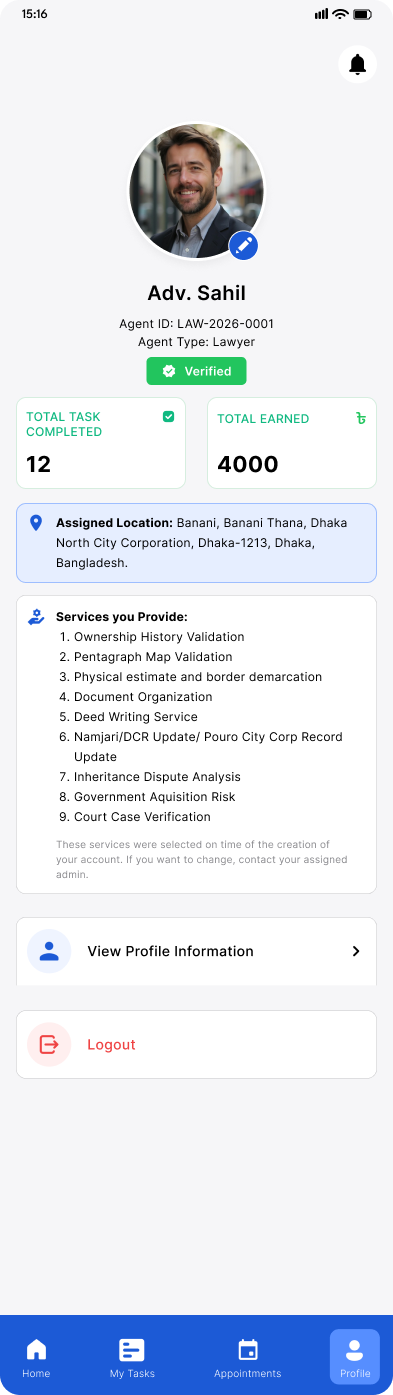 15:16
Adv. Sahil
Agent ID: LAW-2026-0001
Agent Type: Lawyer
Verified
TOTAL TASK
COMPLETED
12
TOTAL EARNED
৳
4000
Assigned Location: Banani, Banani Thana, Dhaka
North City Corporation, Dhaka-1213, Dhaka,
Bangladesh.
Services you Provide:
1. Ownership History Validation
2. Pentagraph Map Validation
3. Physical estimate and border demarcation
4. Document Organization
5. Deed Writing Service
6. Namjari/DCR Update/ Pouro City Corp Record
Update
7. Inheritance Dispute Analysis
8. Government Aquisition Risk
9. Court Case Verification
These services were selected on time of the creation of
your account. If you want to change, contact your assigned
admin.
View Profile Information
Logout
Home
My Tasks
Appointments
Profile